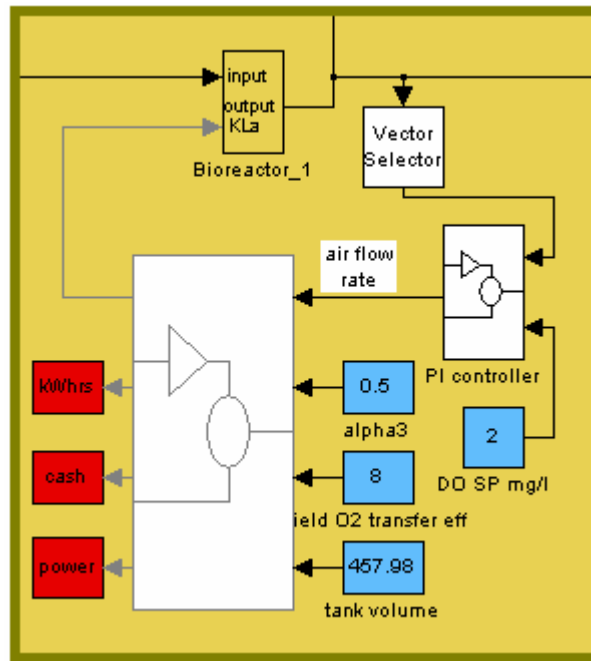 input
output
KLa
Bioreactor_1
Vector
Selector
air flow
rate
PI controller
kWhrs
0.5
alpha3
2
DO SP mg/l
cash
8
ield O2 transfer eff
power
457.98
tank volume